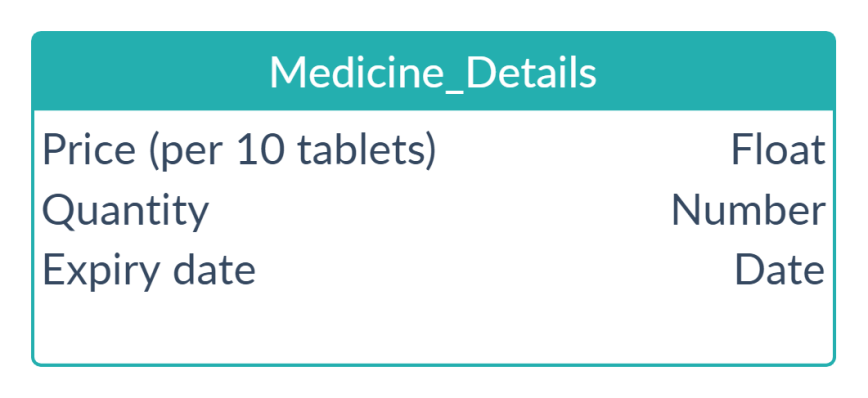 Medicine_Details
Price (per 10 tablets) Float
Quantity Number
Expiry date Date